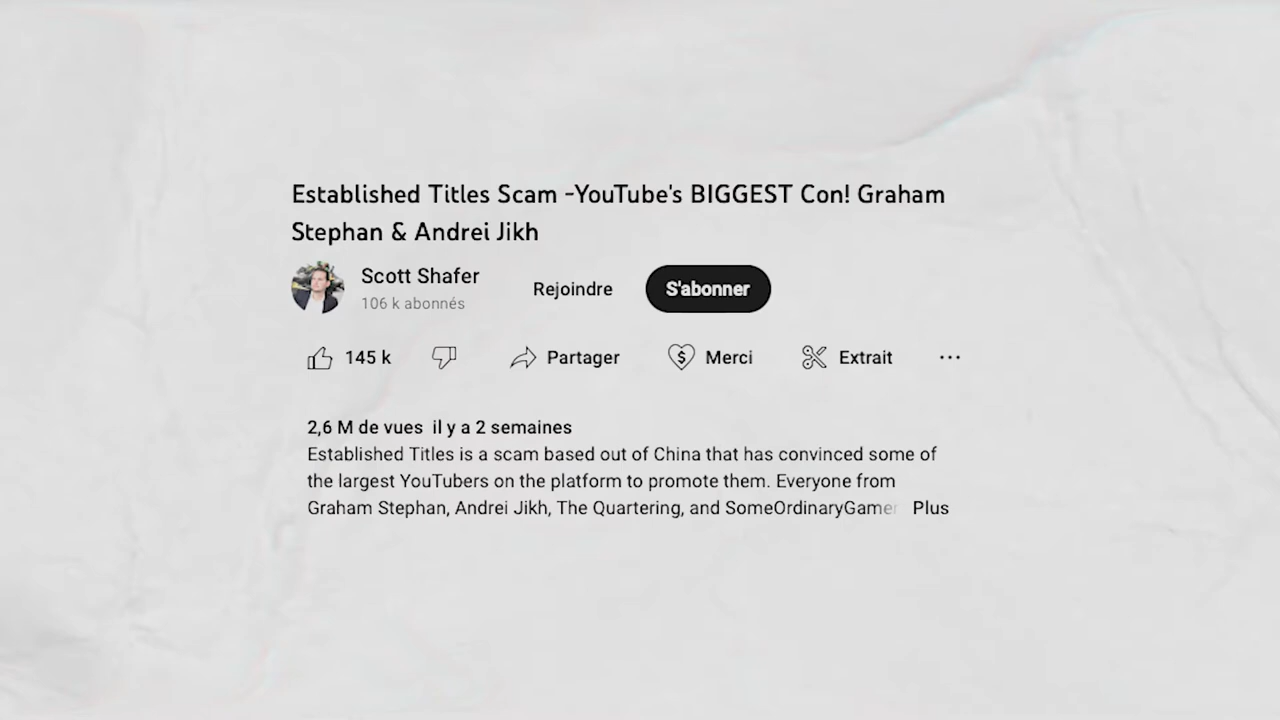 Established Titles Scam -YouTube's BIGGEST Con! Graham
Stephan & Andrei Jikh
Scott Shafer
106 k abonnés
Rejoindre
S'abonner
145 k
Partager
Merci
Extrait
2,6 M de vues il y a 2 semaines
Established Titles is a scam based out of China that has convinced some of
the largest YouTubers on the platform to promote them. Everyone from
Graham Stephan, Andrei Jikh, The Quartering, and SomeOrdinaryGamer Plus